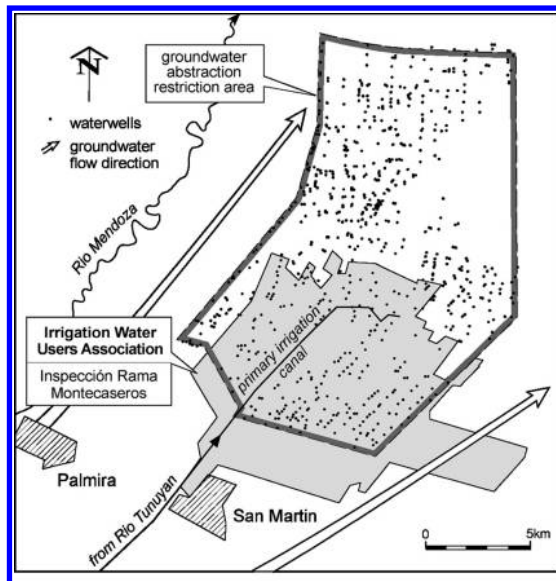 groundwater
abstraction
restriction area
N
waterwells
groundwater
flow direction
Rio Mendoza
Irrigation Water
Users Association
Inspección Rama
Montecaseros
primary irrigation
canal
Palmira
from Rio Tunuyan
San Martin
0 5km